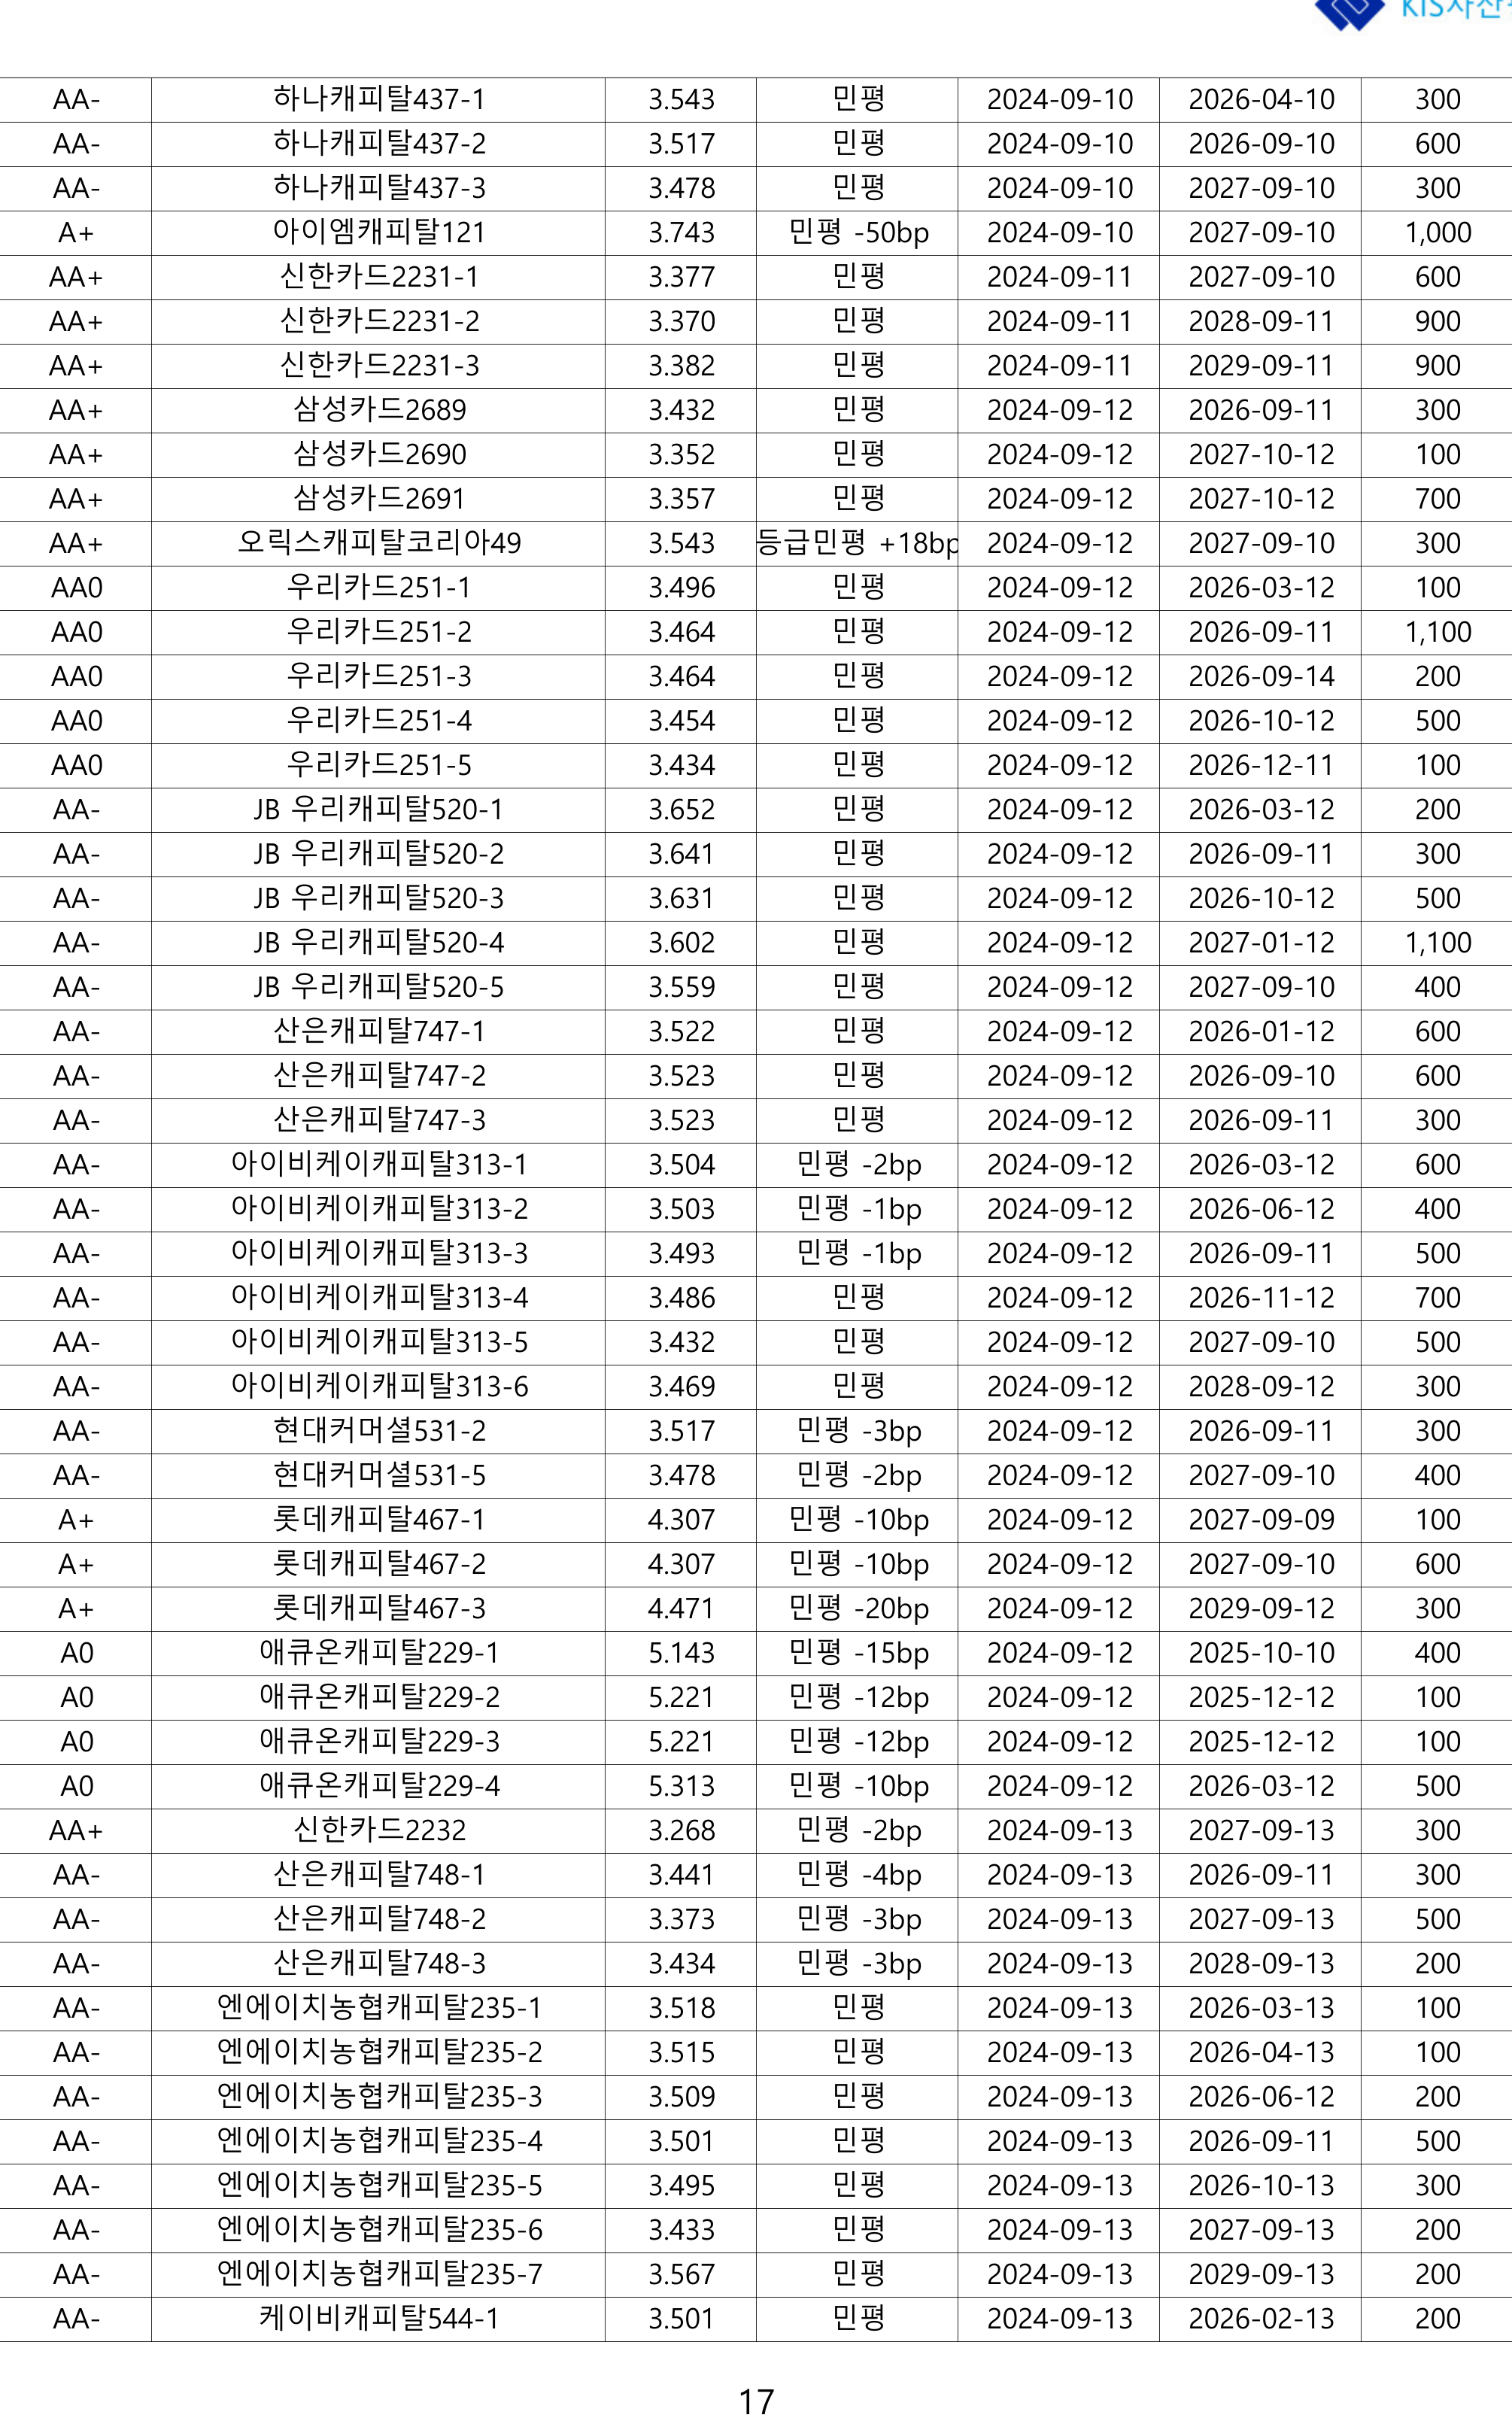 AA- 하나캐피탈437-1 3.543 민평 2024-09-10 2026-04-10 300
AA- 하나캐피탈437-2 3.517 민평 2024-09-10 2026-09-10 600
AA- 하나캐피탈437-3 3.478 민평 2024-09-10 2027-09-10 300
A+ 아이엠캐피탈121 3.743 민평 -50bp 2024-09-10 2027-09-10 1,000
AA+ 신한카드2231-1 3.377 민평 2024-09-11 2027-09-10 600
AA+ 신한카드2231-2 3.370 민평 2024-09-11 2028-09-11 900
AA+ 신한카드2231-3 3.382 민평 2024-09-11 2029-09-11 900
AA+ 삼성카드2689 3.432 민평 2024-09-12 2026-09-11 300
AA+ 삼성카드2690 3.352 민평 2024-09-12 2027-10-12 100
AA+ 삼성카드2691 3.357 민평 2024-09-12 2027-10-12 700
AA+ 오릭스캐피탈코리아49 3.543 등급민평 +18bp 2024-09-12 2027-09-10 300
AA0 우리카드251-1 3.496 민평 2024-09-12 2026-03-12 100
AA0 우리카드251-2 3.464 민평 2024-09-12 2026-09-11 1,100
AA0 우리카드251-3 3.464 민평 2024-09-12 2026-09-14 200
AA0 우리카드251-4 3.454 민평 2024-09-12 2026-10-12 500
AA0 우리카드251-5 3.434 민평 2024-09-12 2026-12-11 100
AA- JB 우리캐피탈520-1 3.652 민평 2024-09-12 2026-03-12 200
AA- JB 우리캐피탈520-2 3.641 민평 2024-09-12 2026-09-11 300
AA- JB 우리캐피탈520-3 3.631 민평 2024-09-12 2026-10-12 500
AA- JB 우리캐피탈520-4 3.602 민평 2024-09-12 2027-01-12 1,100
AA- JB 우리캐피탈520-5 3.559 민평 2024-09-12 2027-09-10 400
AA- 산은캐피탈747-1 3.522 민평 2024-09-12 2026-01-12 600
AA- 산은캐피탈747-2 3.523 민평 2024-09-12 2026-09-10 600
AA- 산은캐피탈747-3 3.523 민평 2024-09-12 2026-09-11 300
AA- 아이비케이캐피탈313-1 3.504 민평 -2bp 2024-09-12 2026-03-12 600
AA- 아이비케이캐피탈313-2 3.503 민평 -1bp 2024-09-12 2026-06-12 400
AA- 아이비케이캐피탈313-3 3.493 민평 -1bp 2024-09-12 2026-09-11 500
AA- 아이비케이캐피탈313-4 3.486 민평 2024-09-12 2026-11-12 700
AA- 아이비케이캐피탈313-5 3.432 민평 2024-09-12 2027-09-10 500
AA- 아이비케이캐피탈313-6 3.469 민평 2024-09-12 2028-09-12 300
AA- 현대커머셜531-2 3.517 민평 -3bp 2024-09-12 2026-09-11 300
AA- 현대커머셜531-5 3.478 민평 -2bp 2024-09-12 2027-09-10 400
A+ 롯데캐피탈467-1 4.307 민평 -10bp 2024-09-12 2027-09-09 100
A+ 롯데캐피탈467-2 4.307 민평 -10bp 2024-09-12 2027-09-10 600
A+ 롯데캐피탈467-3 4.471 민평 -20bp 2024-09-12 2029-09-12 300
A0 애큐온캐피탈229-1 5.143 민평 -15bp 2024-09-12 2025-10-10 400
A0 애큐온캐피탈229-2 5.221 민평 -12bp 2024-09-12 2025-12-12 100
A0 애큐온캐피탈229-3 5.221 민평 -12bp 2024-09-12 2025-12-12 100
A0 애큐온캐피탈229-4 5.313 민평 -10bp 2024-09-12 2026-03-12 500
AA+ 신한카드2232 3.268 민평 -2bp 2024-09-13 2027-09-13 300
AA- 산은캐피탈748-1 3.441 민평 -4bp 2024-09-13 2026-09-11 300
AA- 산은캐피탈748-2 3.373 민평 -3bp 2024-09-13 2027-09-13 500
AA- 산은캐피탈748-3 3.434 민평 -3bp 2024-09-13 2028-09-13 200
AA- 엔에이치농협캐피탈235-1 3.518 민평 2024-09-13 2026-03-13 100
AA- 엔에이치농협캐피탈235-2 3.515 민평 2024-09-13 2026-04-13 100
AA- 엔에이치농협캐피탈235-3 3.509 민평 2024-09-13 2026-06-12 200
AA- 엔에이치농협캐피탈235-4 3.501 민평 2024-09-13 2026-09-11 500
AA- 엔에이치농협캐피탈235-5 3.495 민평 2024-09-13 2026-10-13 300
AA- 엔에이치농협캐피탈235-6 3.433 민평 2024-09-13 2027-09-13 200
AA- 엔에이치농협캐피탈235-7 3.567 민평 2024-09-13 2029-09-13 200
AA- 케이비캐피탈544-1 3.501 민평 2024-09-13 2026-02-13 200
17